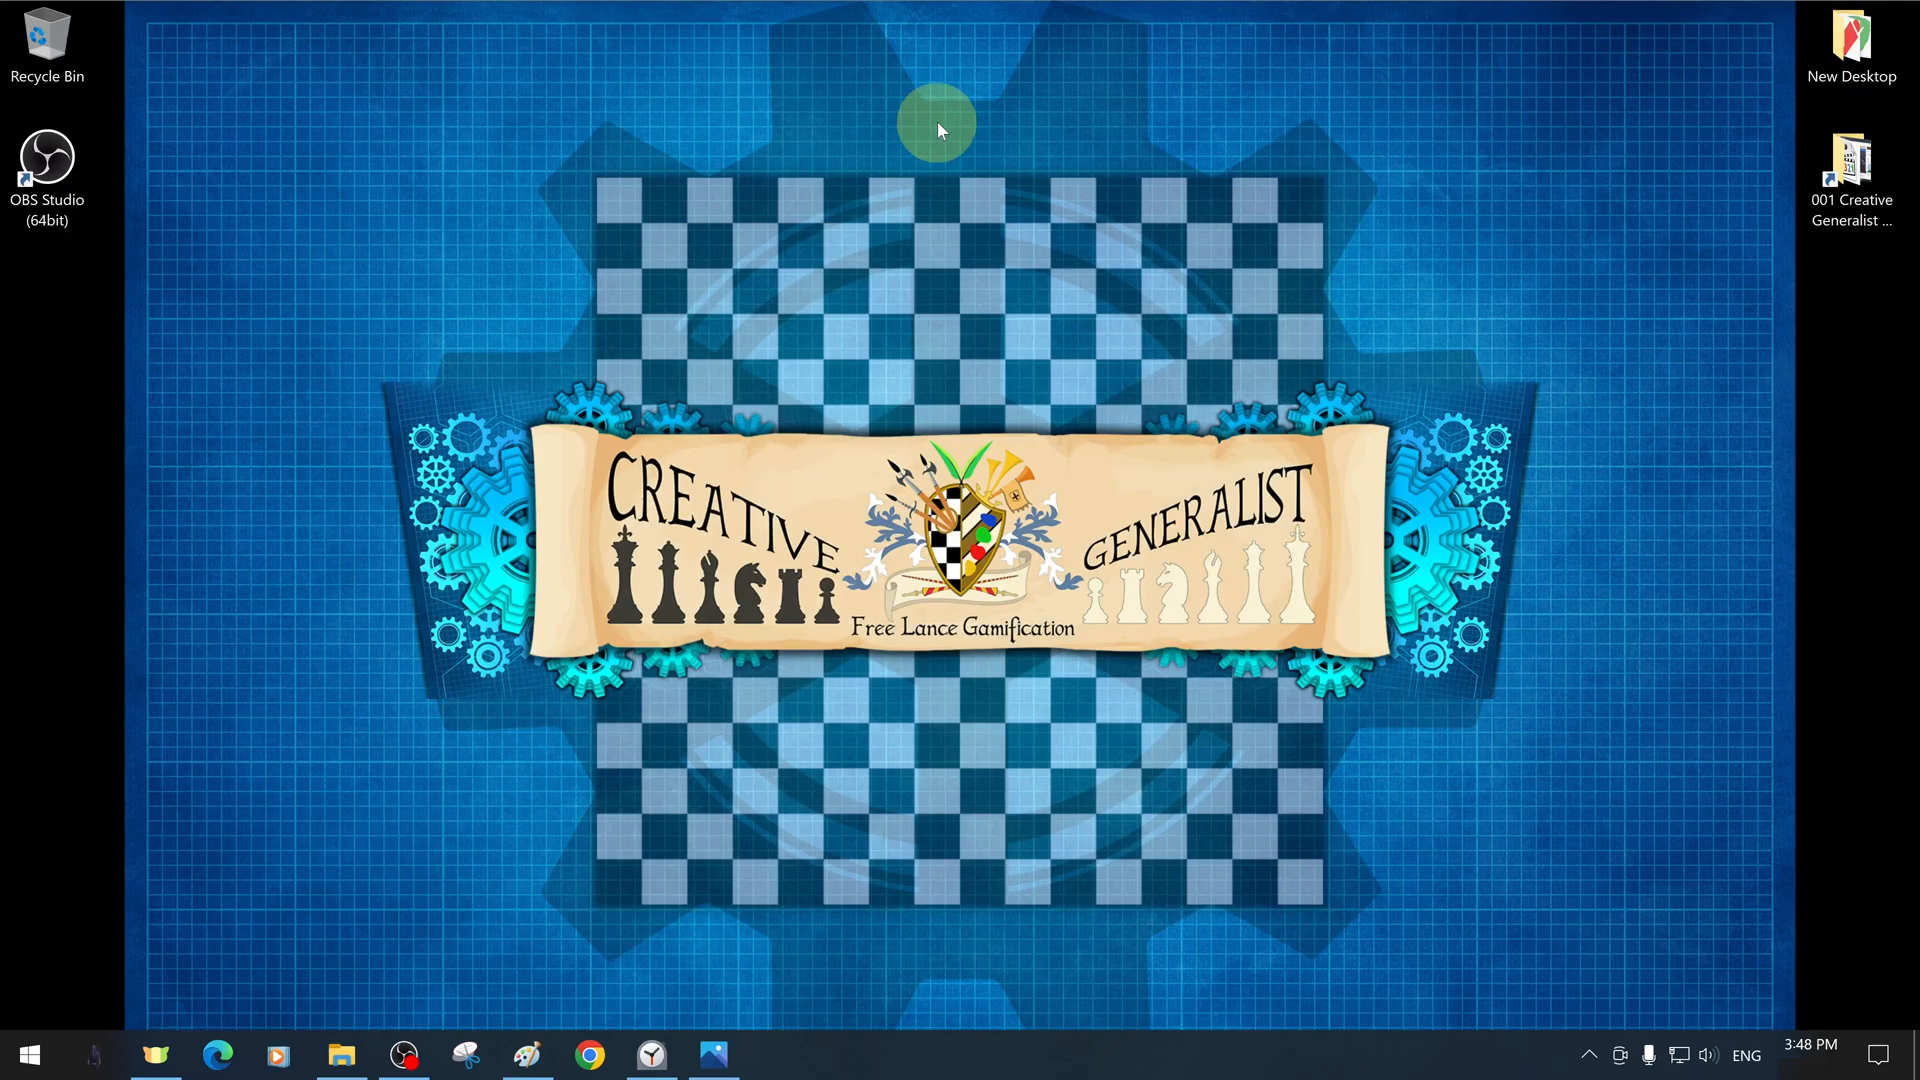 Recycle Bin
OBS Studio
(64bit)
New Desktop
001 Creative
Generalist ...
CREATIVE
GENERALIST
Free Lance Gamification
ENG
3:48 PM